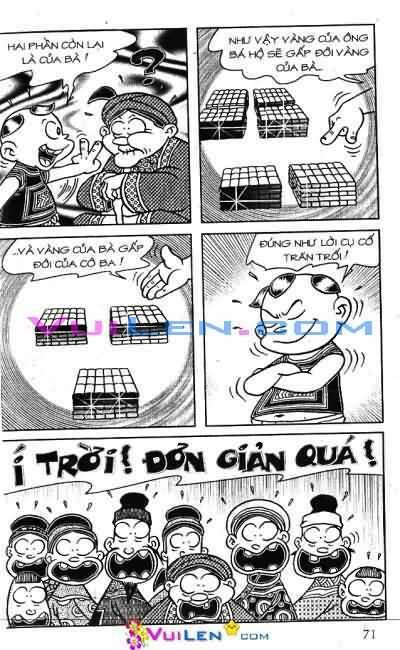 HAI PHẦN CÒN LẠI
LÀ CỦA BÀ!
?
NHƯ VẬY VÀNG CỦA ÔNG
BÁ HỘ SẼ GẤP ĐÔI VÀNG
CỦA BÀ...
...VÀ VÀNG CỦA BÀ GẤP
ĐÔI CỦA CÔ BA!
ĐÚNG NHƯ LỜI CỤ CỐ
TRĂN TRỐI!
VUILEN.COM
Í TRỜI! ĐƠN GIẢN QUÁ!
71
VUILEN.COM